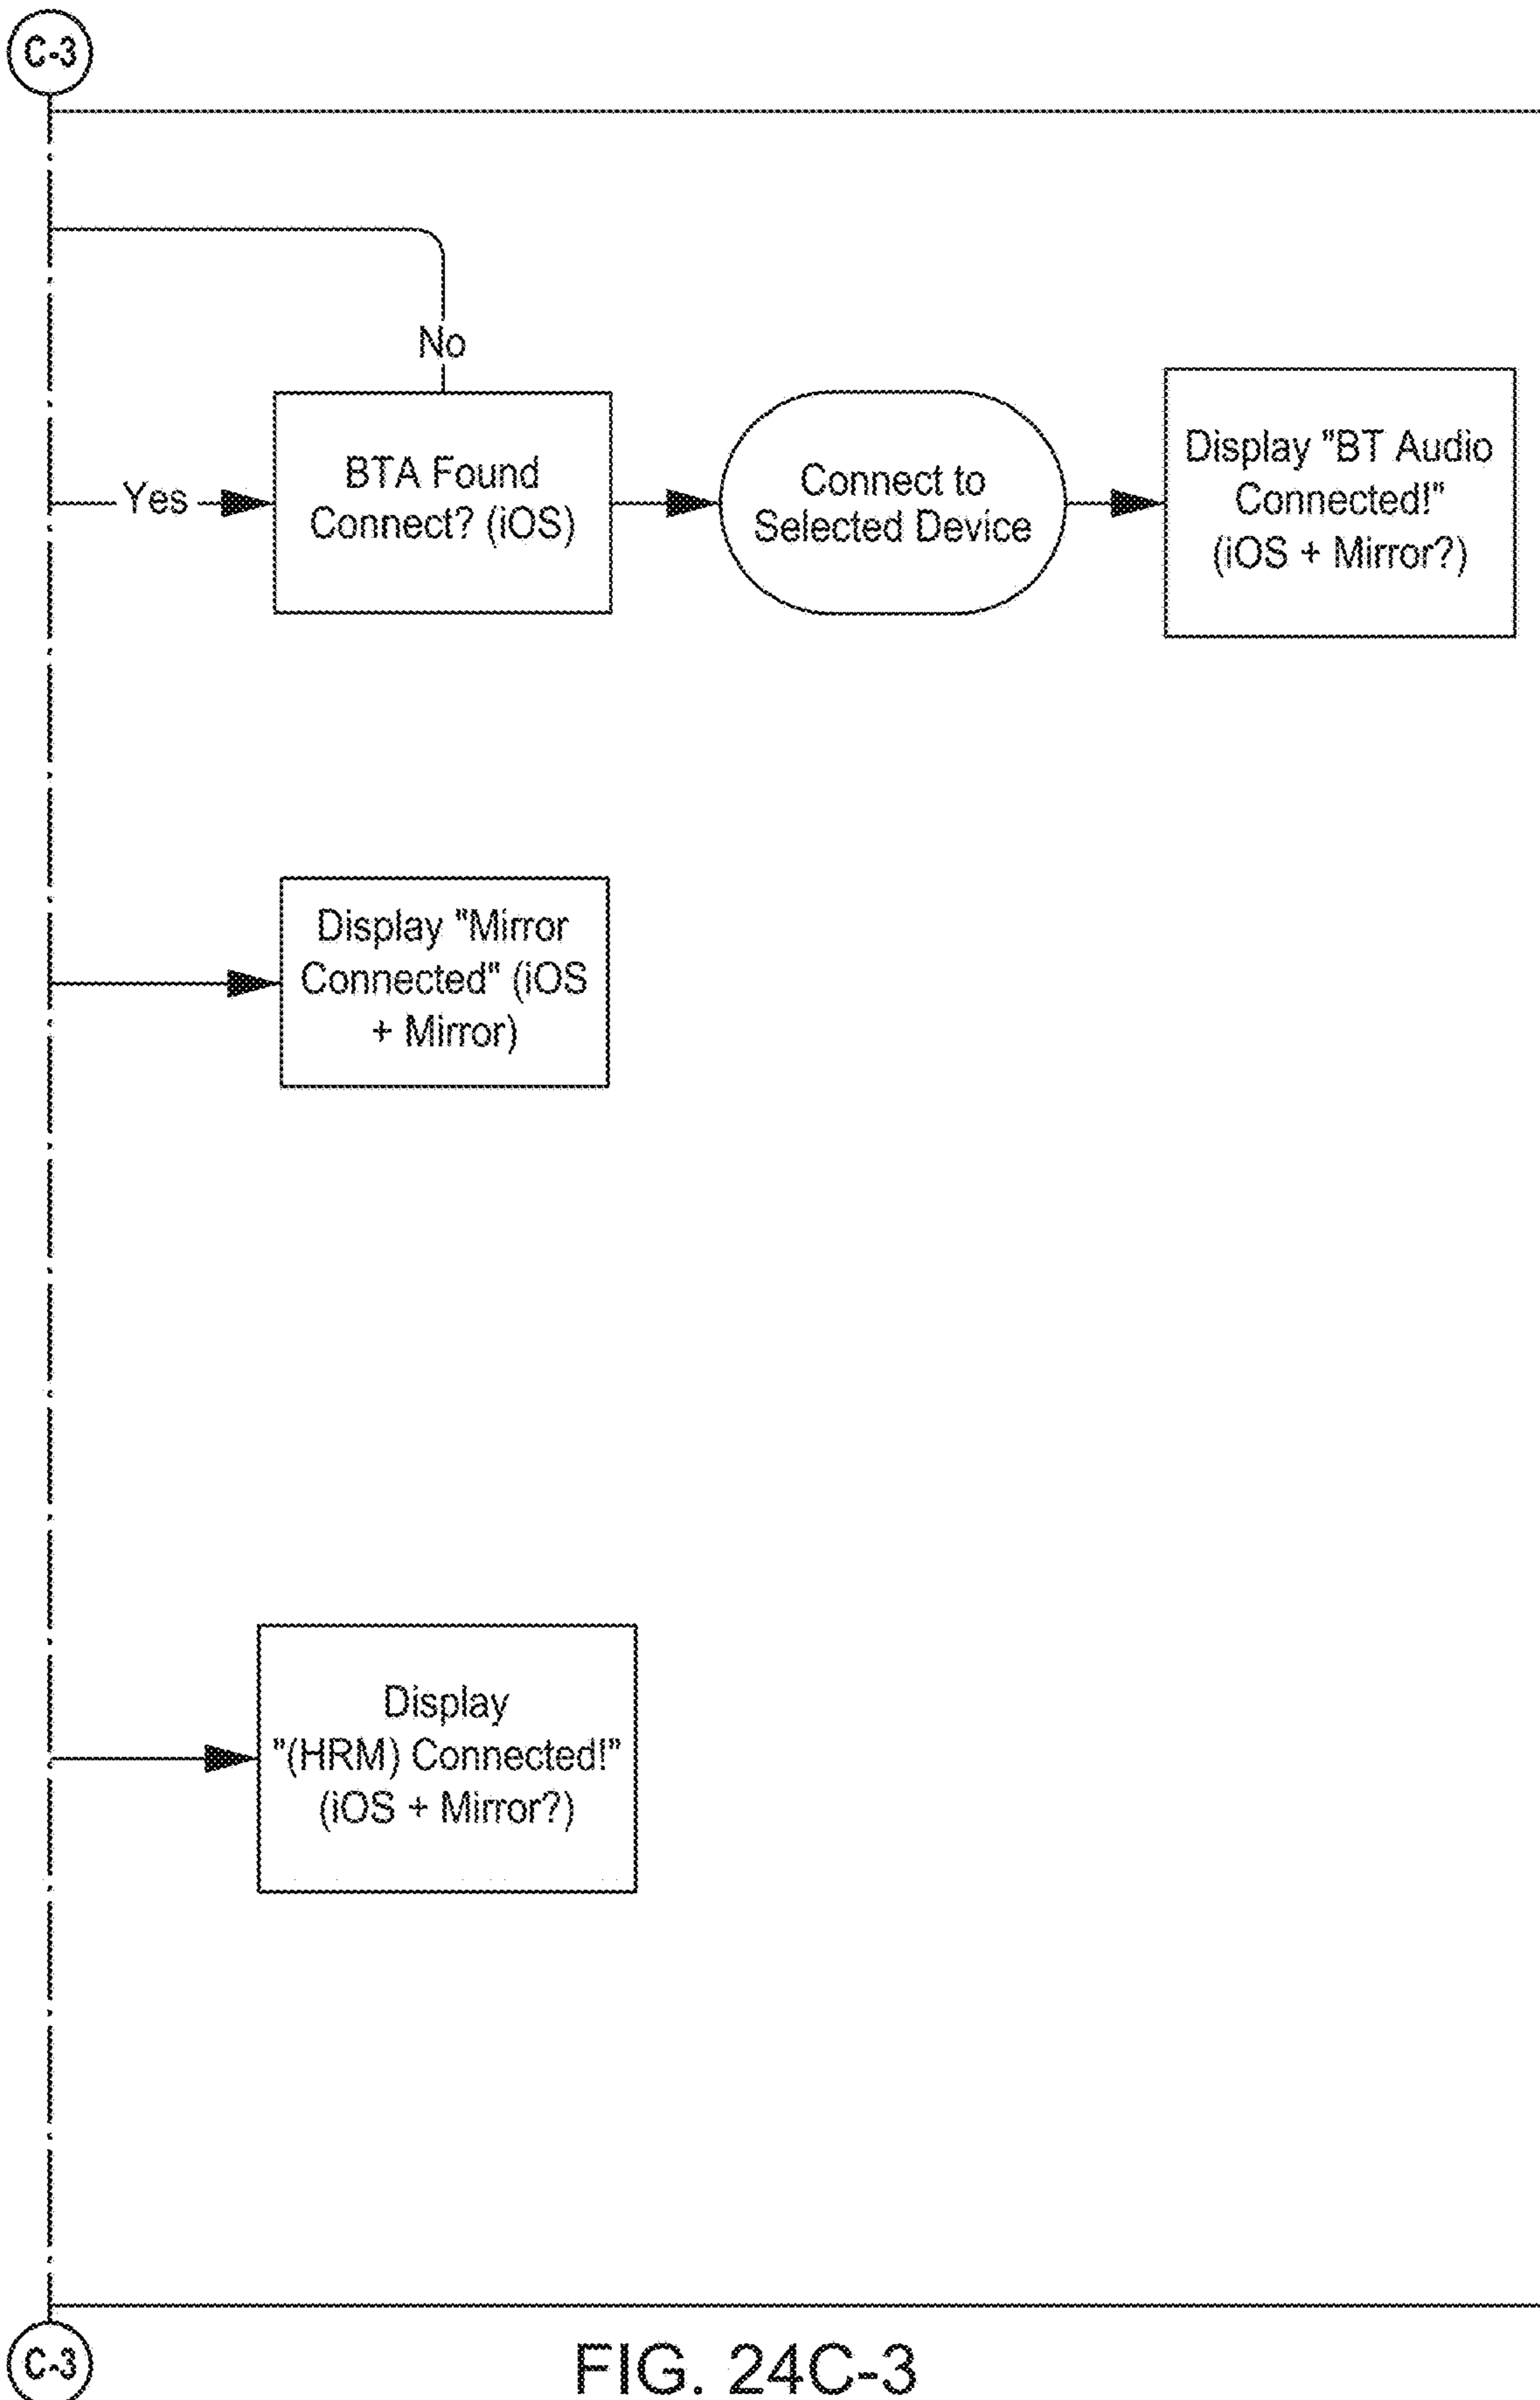 C-3
No
Yes
BTA Found
Connect? (iOS)
Connect to
Selected Device
Display "BT Audio
Connected!"
(iOS + Mirror?)
Display "Mirror
Connected" (iOS
+ Mirror)
Display
"(HRM) Connected!"
(iOS + Mirror?)
C-3
FIG. 24C-3